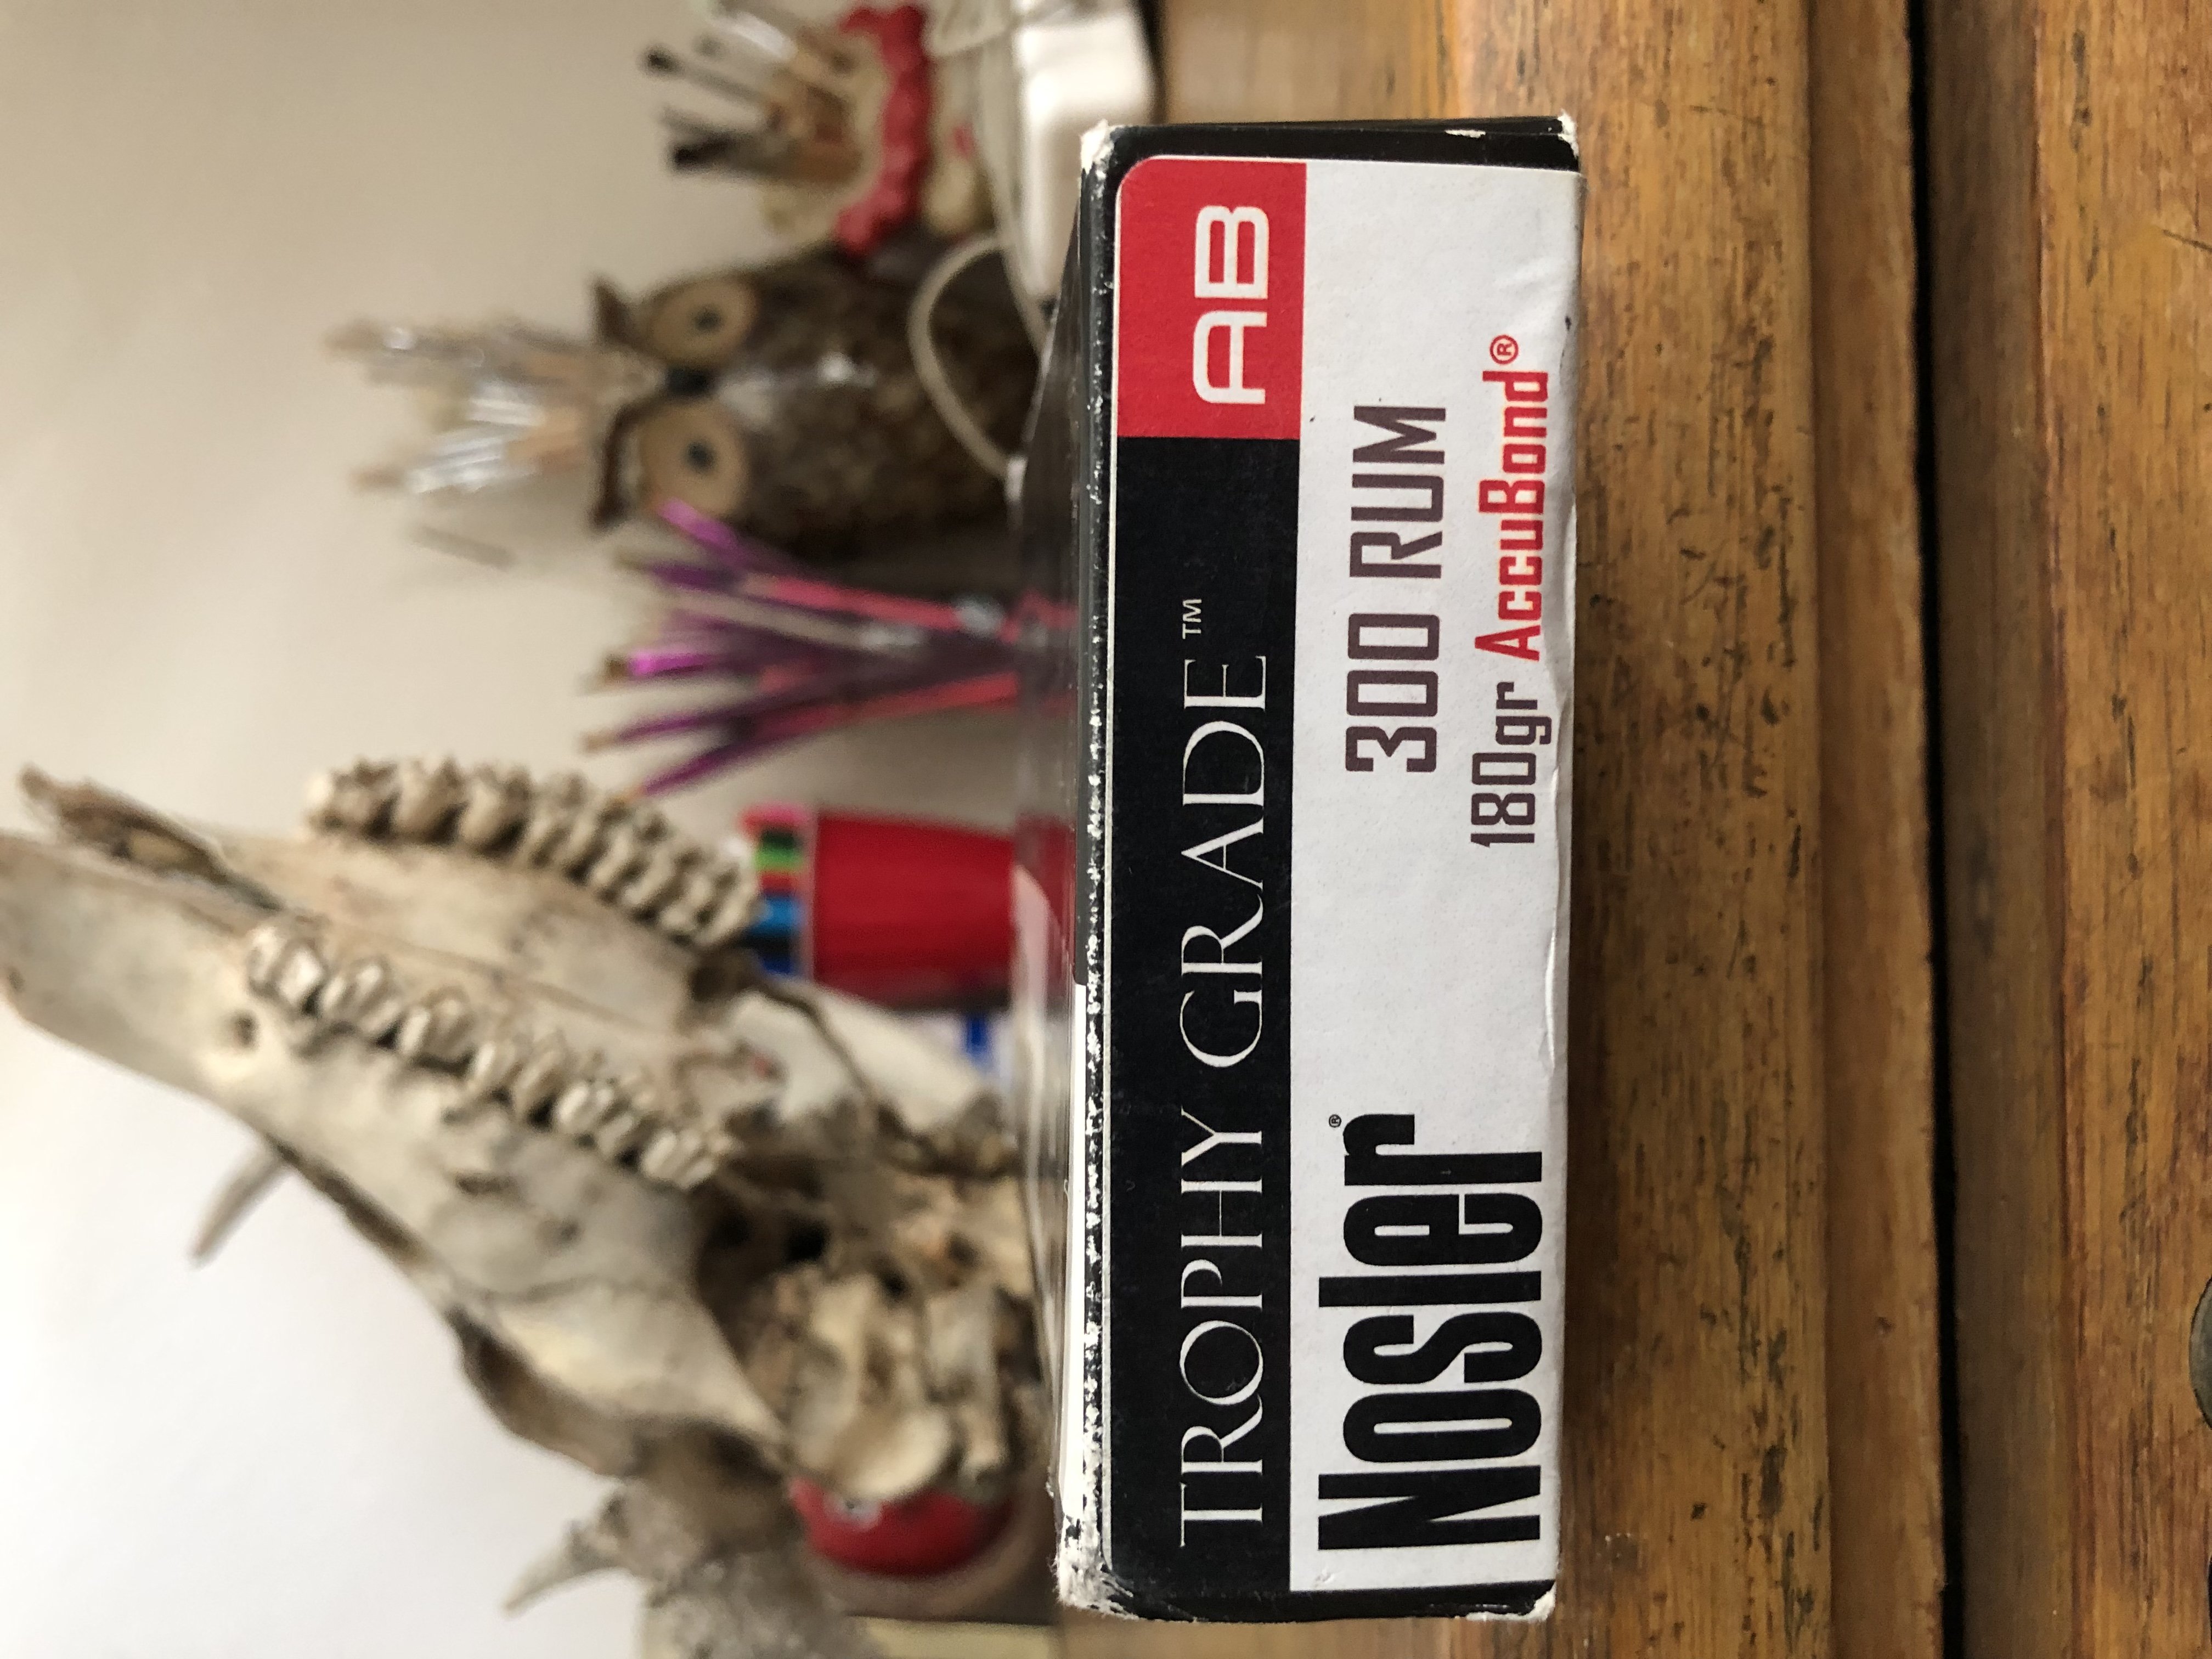 TROPHY GRADE™ AB
Nosler® 300 RUM
180gr AccuBond®